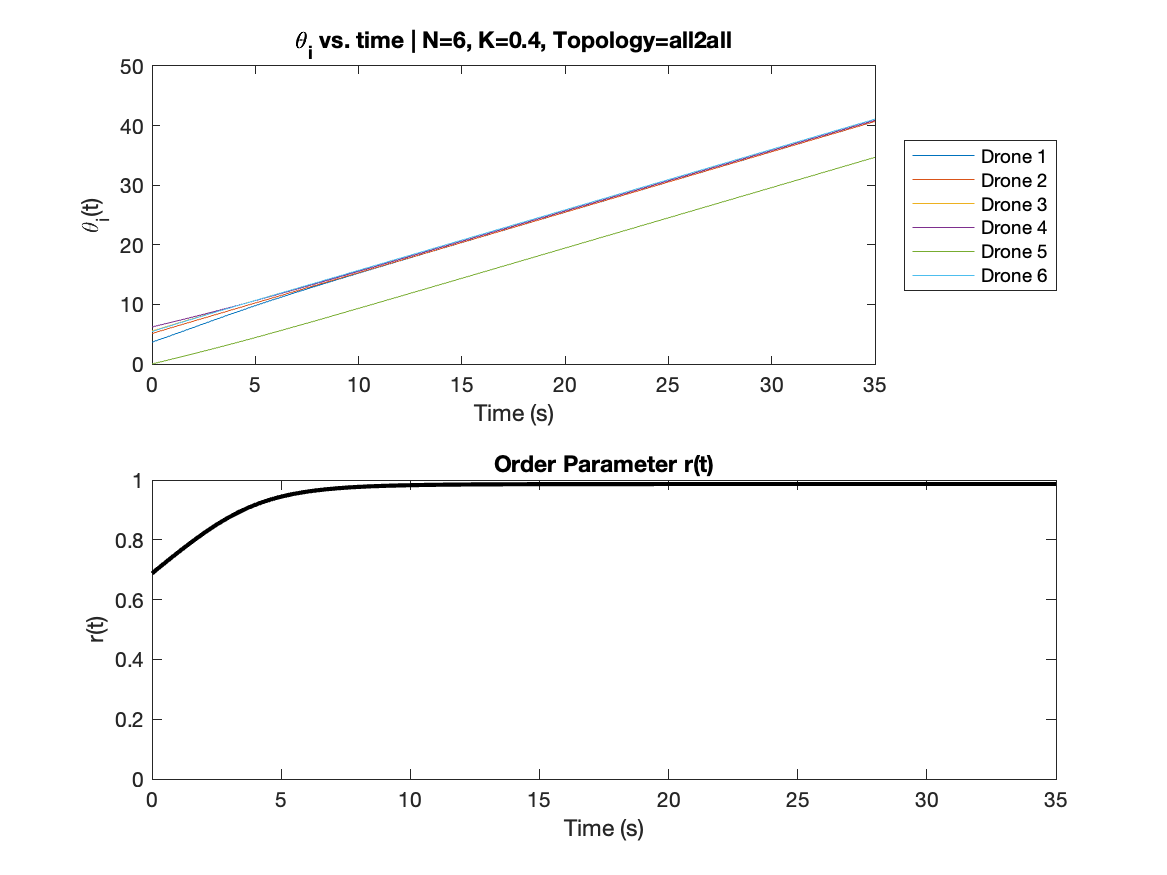 θi vs. time | N=6, K=0.4, Topology=all2all
50
40
30
20
10
0
θi(t)
0 5 10 15 20 25 30 35
Time (s)
Drone 1
Drone 2
Drone 3
Drone 4
Drone 5
Drone 6
Order Parameter r(t)
1
0.8
0.6
0.4
0.2
0
r(t)
0 5 10 15 20 25 30 35
Time (s)